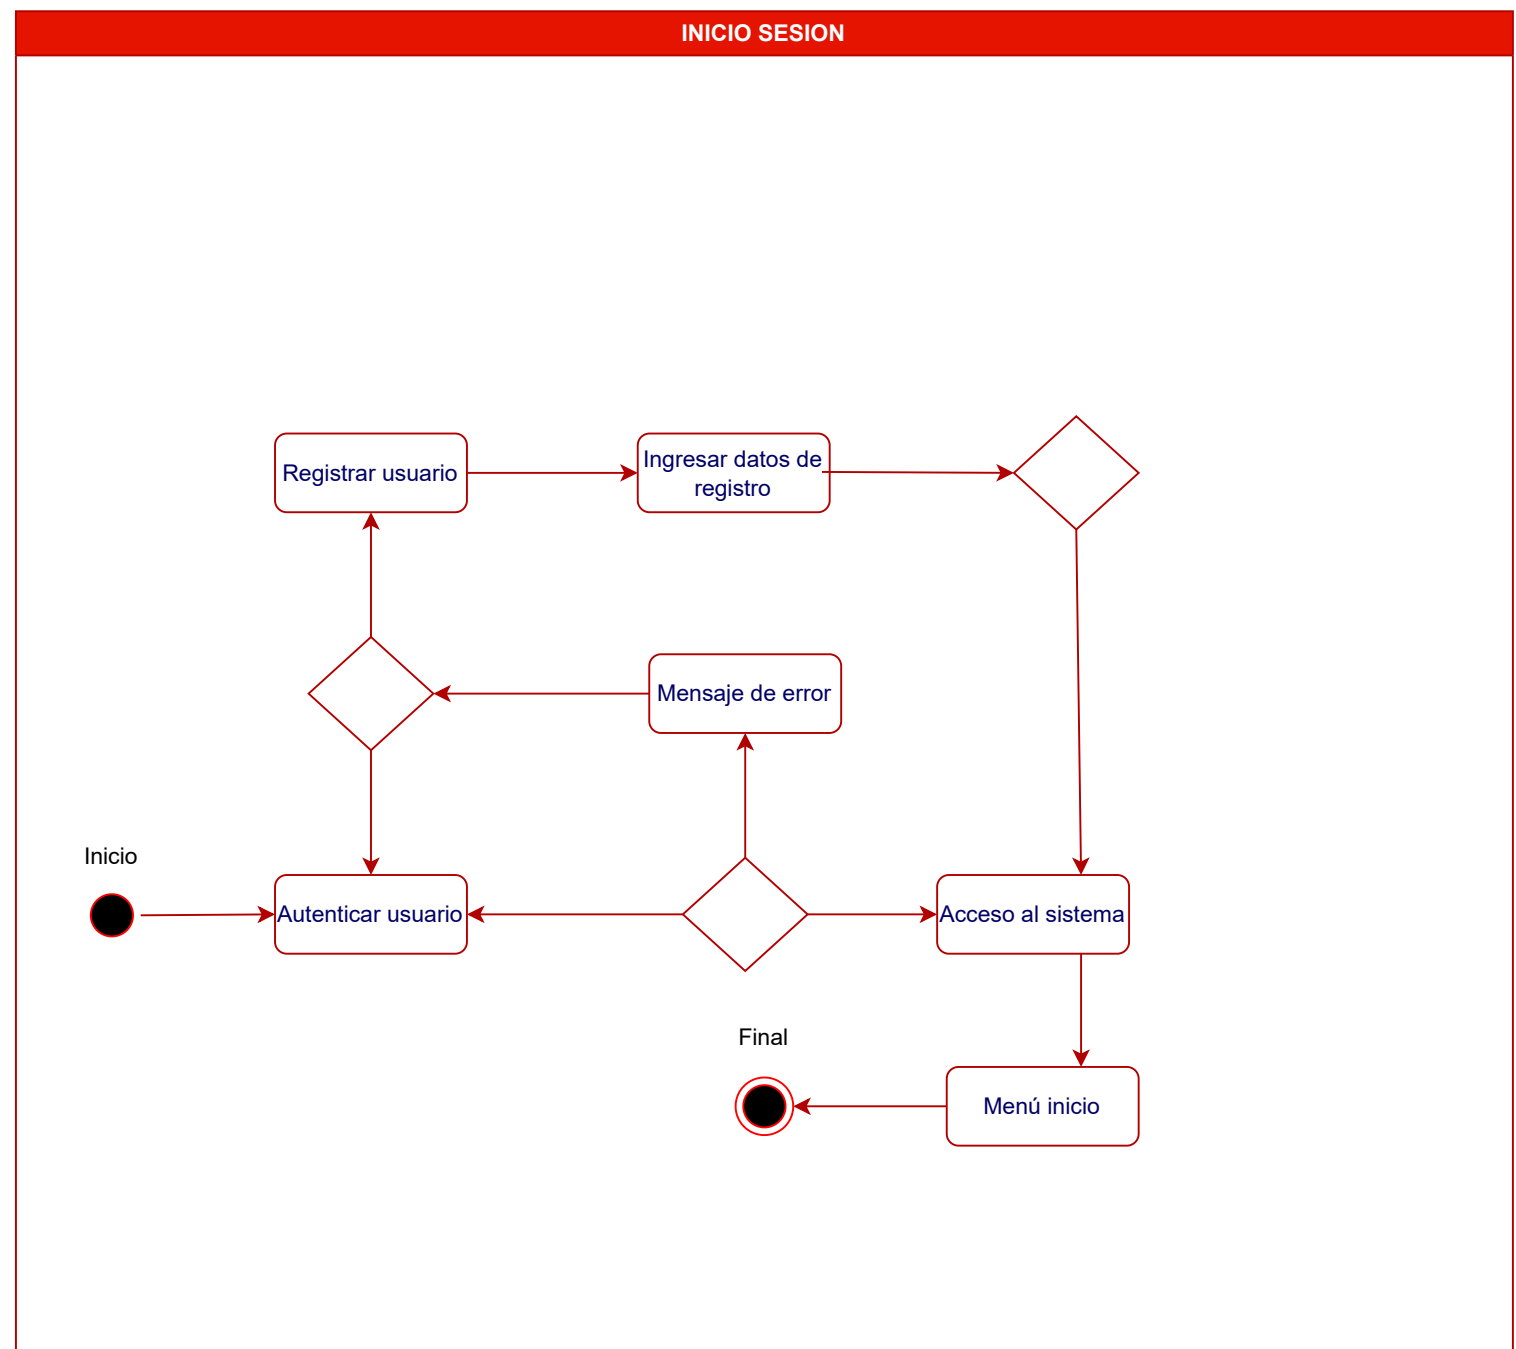 INICIO SESION
Registrar usuario
Ingresar datos de
registro
Mensaje de error
Inicio
Autenticar usuario
Acceso al sistema
Final
Menú inicio